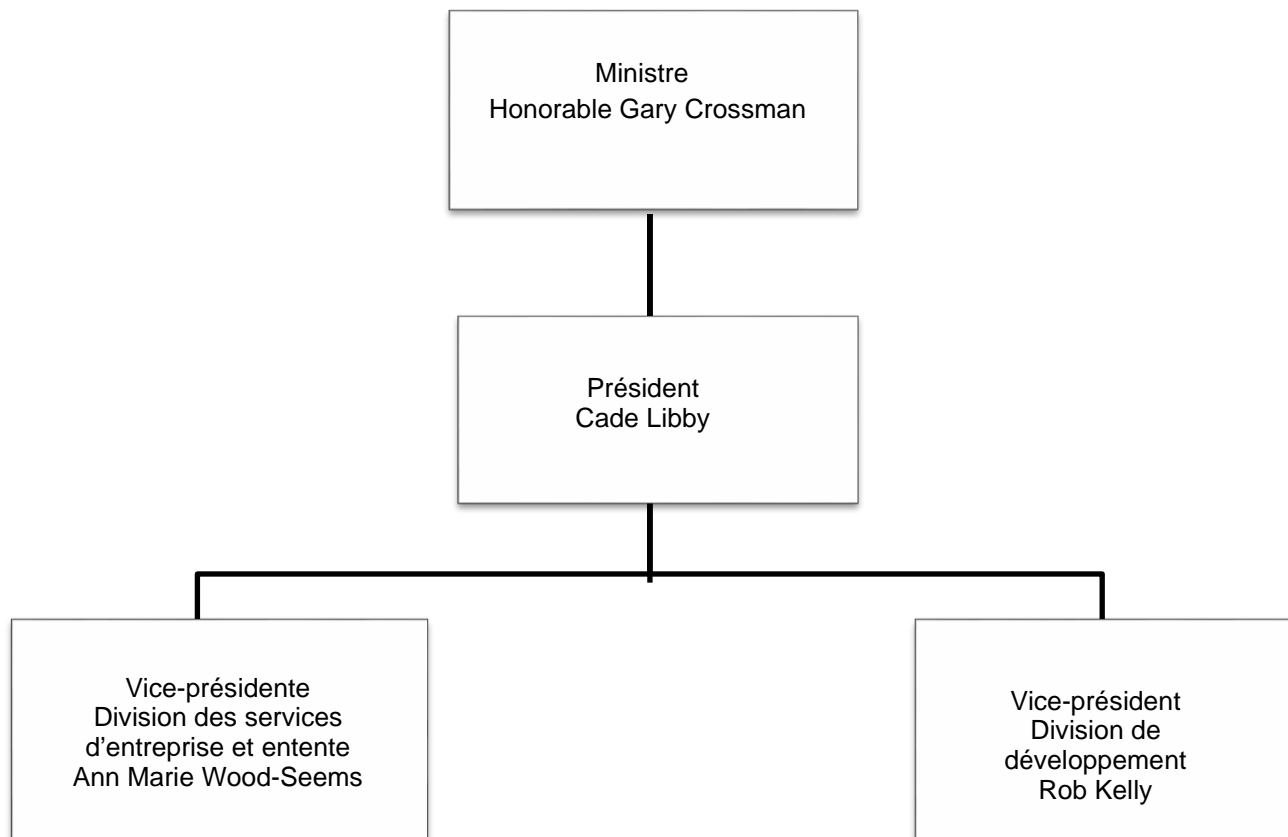 Ministre
Honorable Gary Crossman
Président
Cade Libby
Vice-présidente
Division des services
d’entreprise et entente
Ann Marie Wood-Seems
Vice-président
Division de
développement
Rob Kelly